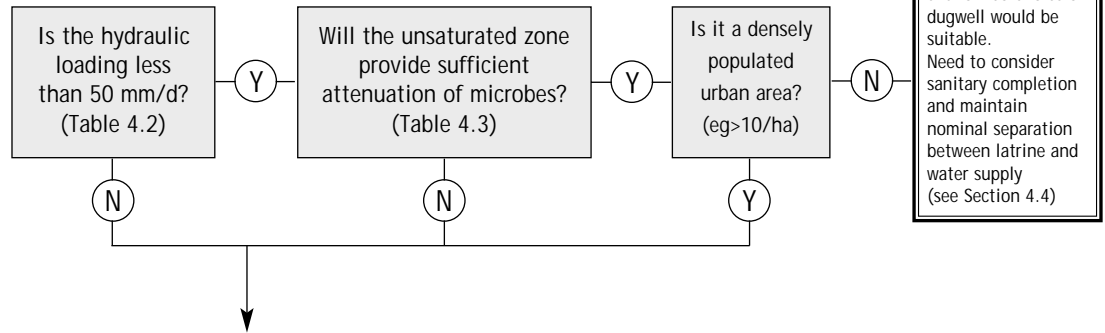 Is the hydraulic
loading less
than 50 mm/d?
(Table 4.2)
Y
Will the unsaturated zone
provide sufficient
attenuation of microbes?
(Table 4.3)
Y
Is it a densely
populated
urban area?
(eg>10/ha)
N
dugwell would be
suitable.
Need to consider
sanitary completion
and maintain
nominal separation
between latrine and
water supply
(see Section 4.4)
N
N
Y